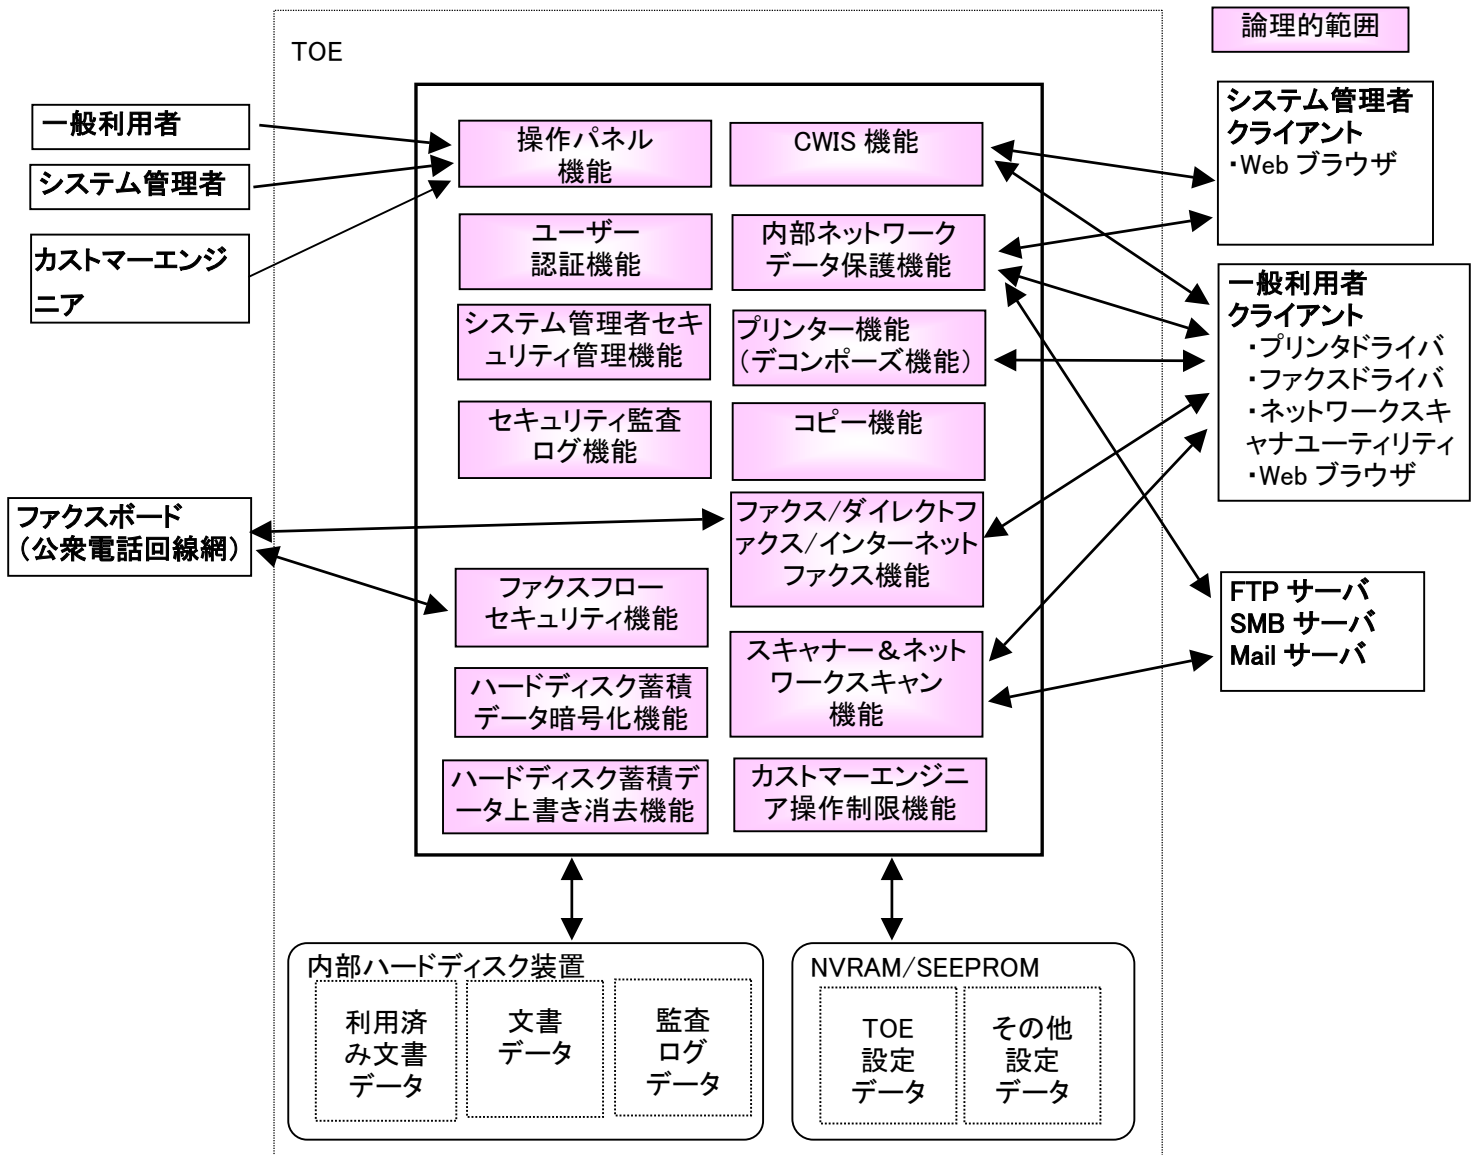 論理的範囲
TOE
一般利用者
システム管理者
カストマーエンジ
ニア
ファクスボード
（公衆電話回線網）
操作パネル
機能
ユーザー
認証機能
システム管理者セキ
ュリティ管理機能
セキュリティ監査
ログ機能
ファクスフロー
セキュリティ機能
ハードディスク蓄積
データ暗号化機能
ハードディスク蓄積デ
ータ上書き消去機能
CWIS 機能
内部ネットワーク
データ保護機能
プリンター機能
（デコンポーズ機能）
コピー機能
ファクス/ダイレクトフ
ァクス/インターネット
ファクス機能
スキャナー＆ネット
ワークスキャン
機能
カストマーエンジニ
ア操作制限機能
システム管理者
クライアント
・Web ブラウザ
一般利用者
クライアント
・プリンタドライバ
・ファクスドライバ
・ネットワークスキ
ャナユーティリティ
・Web ブラウザ
FTP サーバ
SMB サーバ
Mail サーバ
内部ハードディスク装置
利用済
み文書
データ
文書
データ
監査
ログ
データ
NVRAM/SEEPROM
TOE
設定
データ
その他
設定
データ